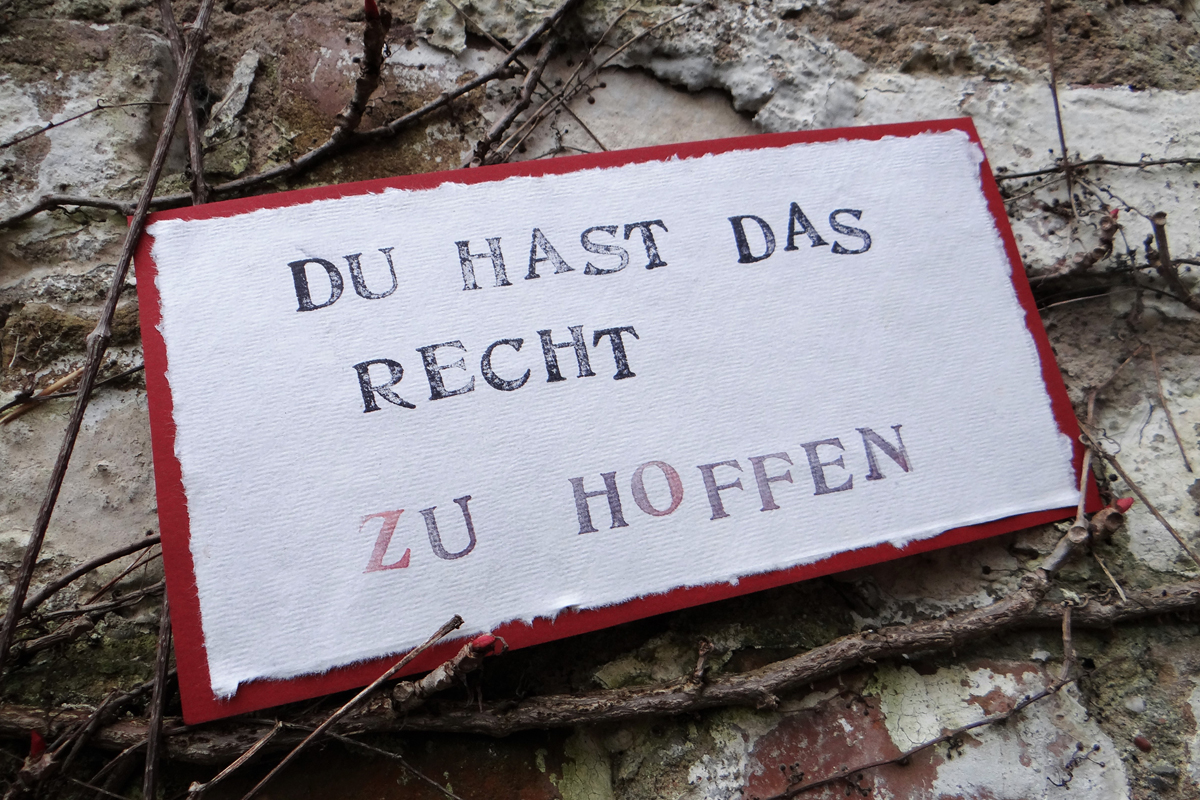 DU HAST DAS
RECHT
ZU HOFFEN